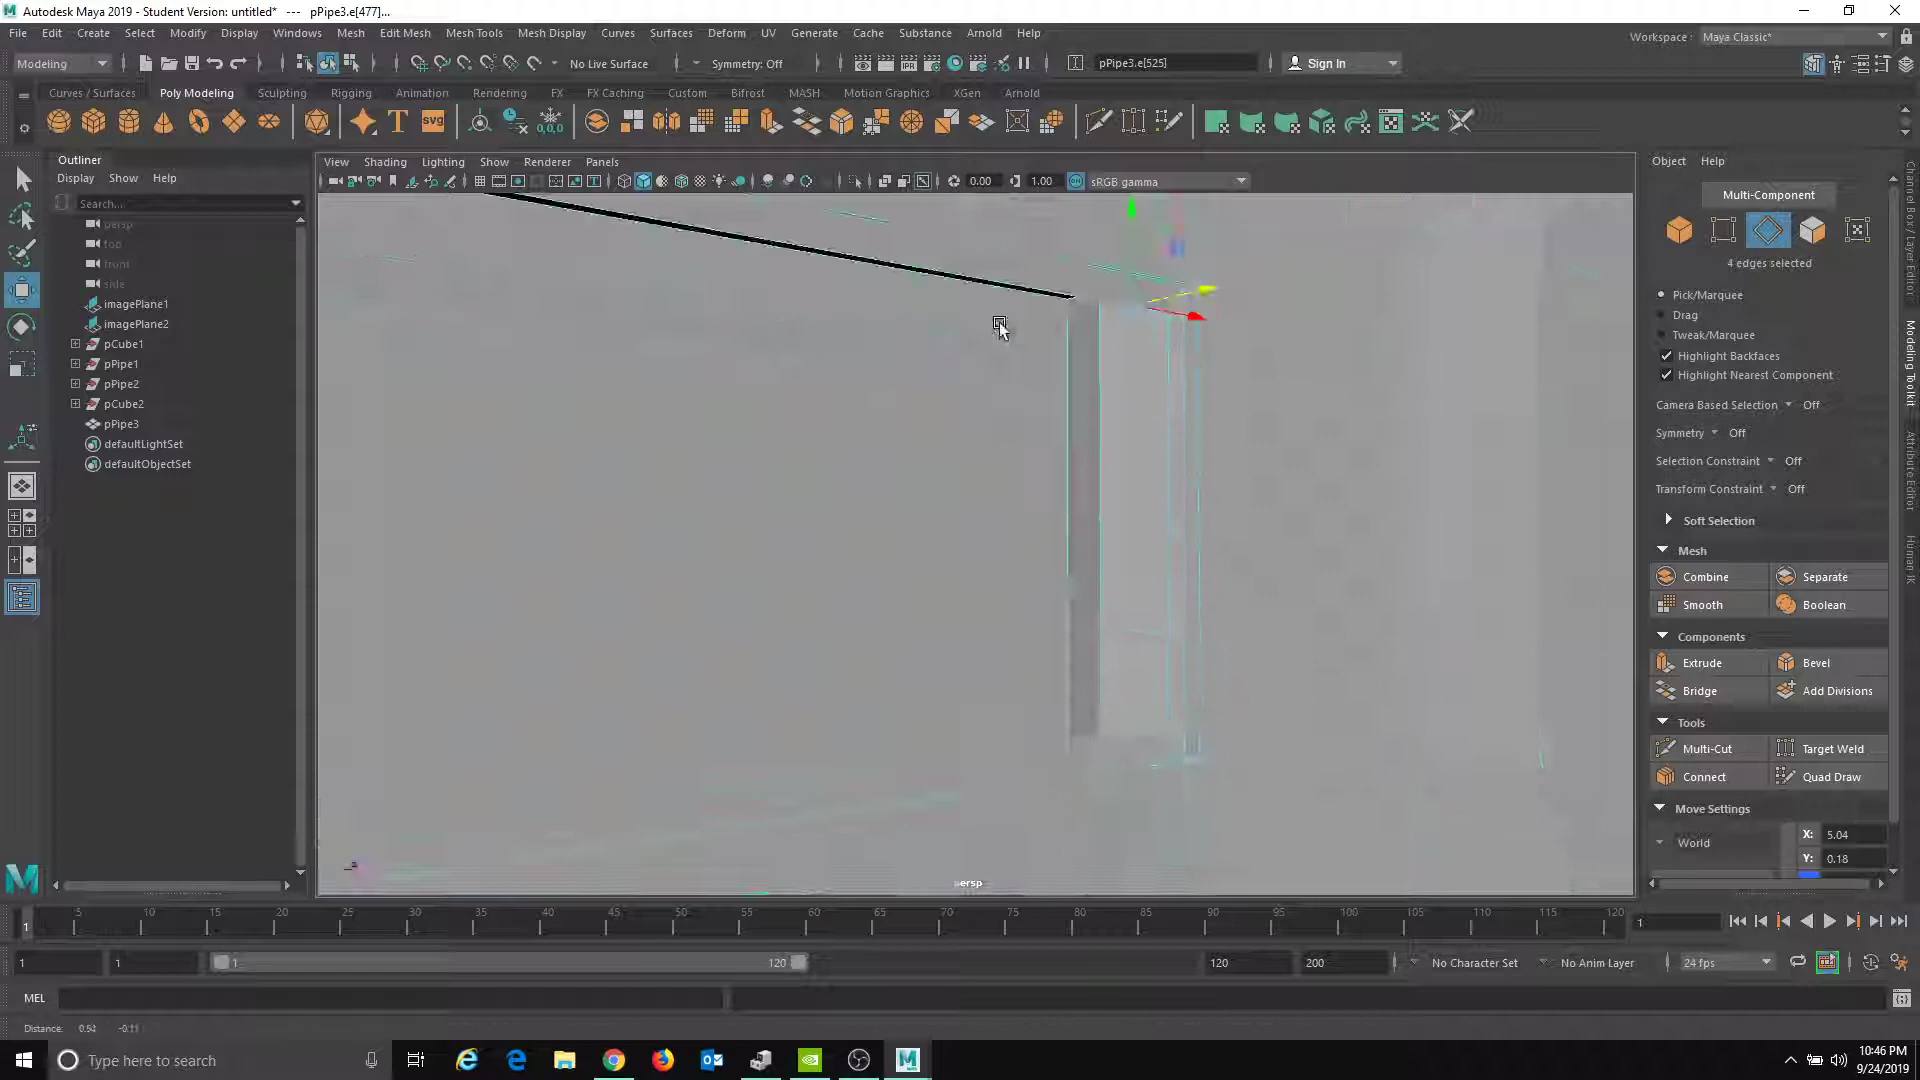 Autodesk Maya 2019 - Student Version: untitled* --- pPipe3.e[477]...
File Edit Create Select Modify Display Windows Mesh Edit Mesh Mesh Tools Mesh Display Curves Surfaces Deform UV Generate Cache Substance Arnold Help
Workspace : Maya Classic*
Modeling No Live Surface Symmetry: Off pPipe3.e[525] Sign In
Curves / Surfaces Poly Modeling Sculpting Rigging Animation Rendering FX FX Caching Custom Bifrost MASH Motion Graphics XGen Arnold
T svg 0,0,0
Outliner
Display Show Help
Search...
persp
top
front
side
imagePlane1
imagePlane2
pCube1
pPipe1
pPipe2
pCube2
pPipe3
defaultLightSet
defaultObjectSet
View Shading Lighting Show Renderer Panels
0.00 1.00 sRGB gamma
persp
Object Help
Multi-Component
4 edges selected
Pick/Marquee
Drag
Tweak/Marquee
Highlight Backfaces
Highlight Nearest Component
Camera Based Selection Off
Symmetry Off
Selection Constraint Off
Transform Constraint Off
Soft Selection
Mesh
Combine Separate
Smooth Boolean
Components
Extrude Bevel
Bridge Add Divisions
Tools
Multi-Cut Target Weld
Connect Quad Draw
Move Settings
World X: 5.04
Y: 0.18
Channel Box / Layer Editor
Modeling Toolkit
Attribute Editor
Human IK
5 10 15 20 25 30 35 40 45 50 55 60 65 70 75 80 85 90 95 100 105 110 115 120
1 1
1 1 1 120 120 200 No Character Set No Anim Layer 24 fps
MEL
Distance: 0.52 -0.11
Type here to search
10:46 PM
9/24/2019